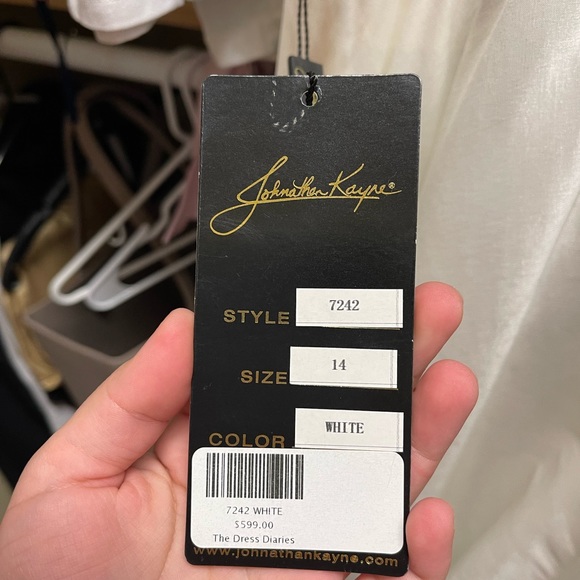 Johnathan Kayne®
STYLE 7242
SIZE 14
COLOR WHITE
7242 WHITE
$599.00
The Dress Diaries
www.johnathankayne.com